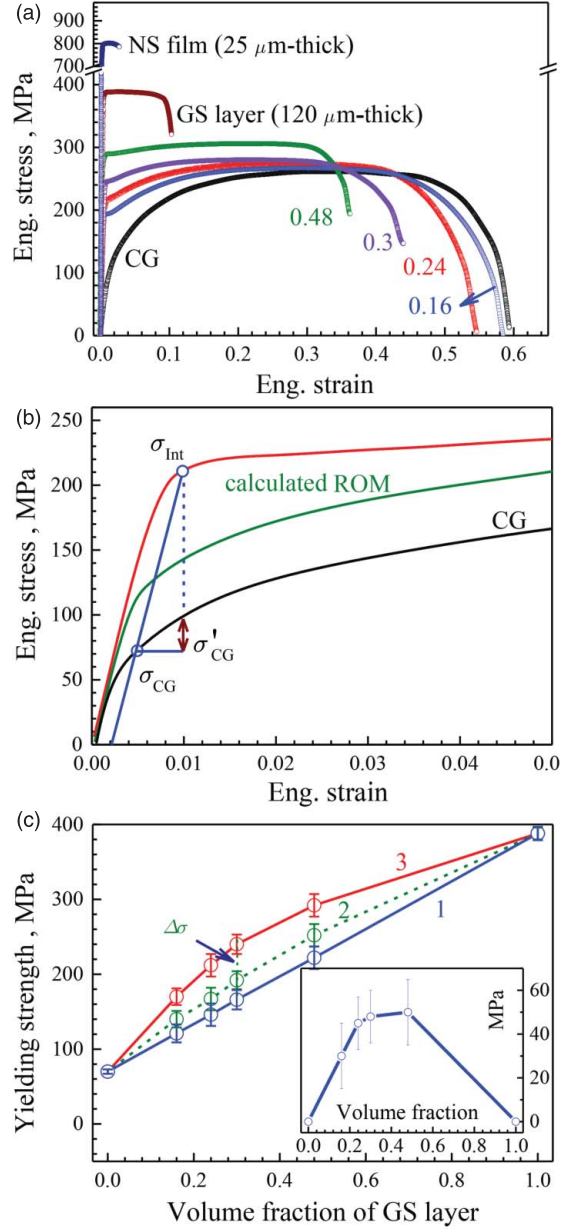 (a)
800
700
400
300
200
100
0
Eng. stress , MPa
NS film (25 μm-thick)
GS layer (120 μm-thick)
CG
0.48
0.3
0.24
0.16
0.0 0.1 0.2 0.3 0.4 0.5 0.6
Eng. strain
(b)
250
200
150
100
50
0
Eng. stress , MPa
σInt
calculated ROM
CG
σCG
σ'CG
0.00 0.01 0.02 0.03 0.04 0.0
Eng. strain
(c)
400
300
200
100
0
Yielding strength , MPa
Δσ
3
2
1
60
40
20
0
MPa
Volume fraction
0.0 0.2 0.4 0.6 0.8 1.0
0.0 0.2 0.4 0.6 0.8 1.0
Volume fraction of GS layer